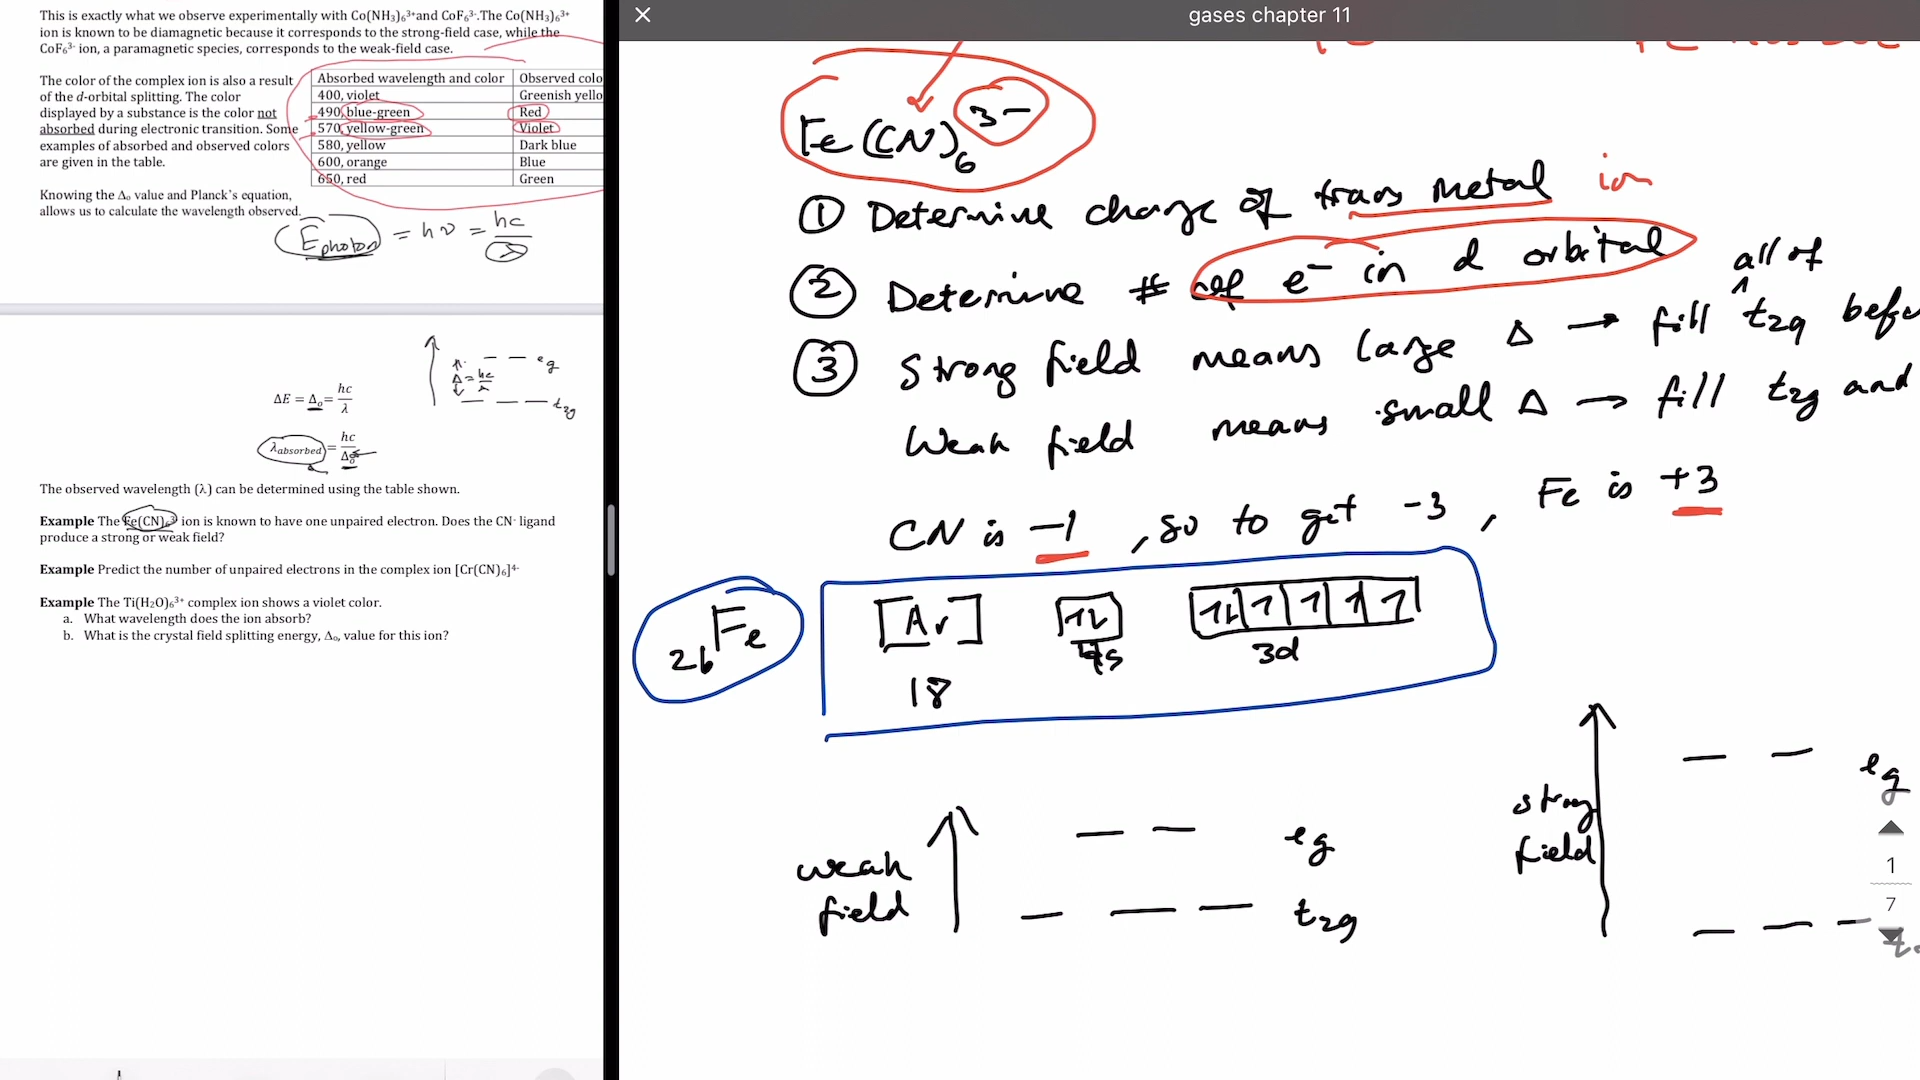 This is exactly what we observe experimentally with Co(NH₃)₆³⁺and CoF₆³⁻.The Co(NH₃)₆³⁺
ion is known to be diamagnetic because it corresponds to the strong-field case, while the
CoF₆³⁻ ion, a paramagnetic species, corresponds to the weak-field case.
The color of the complex ion is also a result
of the d-orbital splitting. The color
displayed by a substance is the color not
absorbed during electronic transition. Some
examples of absorbed and observed colors
are given in the table.
Absorbed wavelength and color Observed colo
400, violet Greenish yello
490, blue-green Red
570, yellow-green Violet
580, yellow Dark blue
600, orange Blue
650, red Green
Knowing the Δₒ value and Planck's equation,
allows us to calculate the wavelength observed.
E photon = hν = hc/λ
eg
Δ = hc/λ
t₂g
ΔE = Δₒ= hc/λ
λabsorbed = hc/Δₒ
The observed wavelength (λ) can be determined using the table shown.
Example The Fe(CN)₆³⁻ ion is known to have one unpaired electron. Does the CN⁻ ligand
produce a strong or weak field?
Example Predict the number of unpaired electrons in the complex ion [Cr(CN)₆]⁴⁻
Example The Ti(H₂O)₆³⁺ complex ion shows a violet color.
a. What wavelength does the ion absorb?
b. What is the crystal field splitting energy, Δₒ, value for this ion?
× gases chapter 11
Fe(CN)₆ 3−
① Determine charge of trans metal ion
② Determine # of e⁻ in d orbital
③ Strong field means large Δ → fill all of t₂g befo
Weak field means small Δ → fill t₂g and
CN is −1, so to get −3, Fe is +3
₂₆Fe [Ar] 4s 3d
18
weak field
eg
t₂g
strong field
eg
1
7